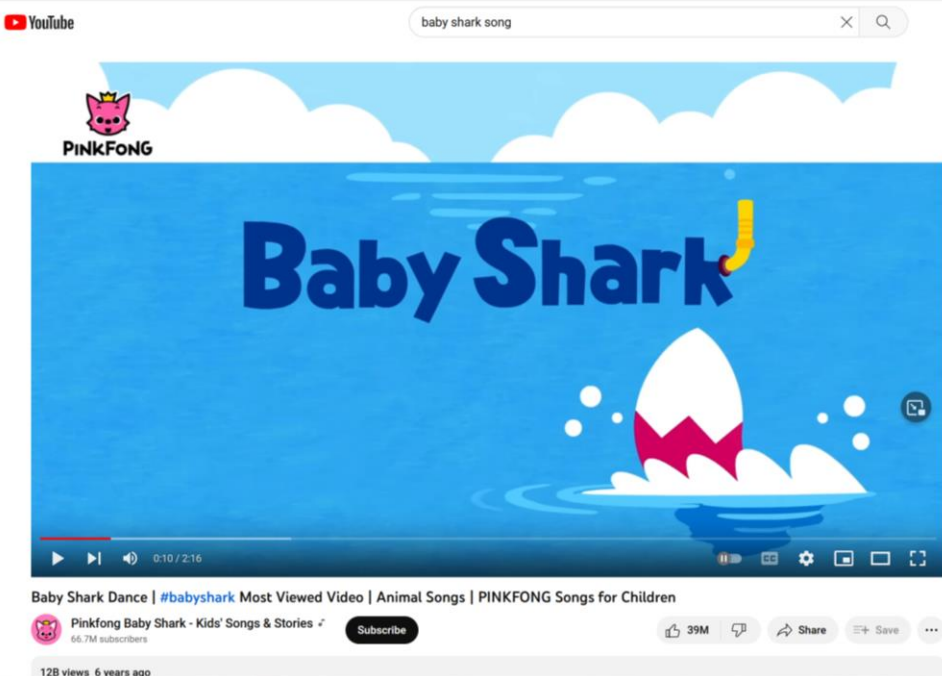 YouTube
baby shark song
PINKFONG
Baby Shark
0:10 / 2:16
CC
Baby Shark Dance | #babyshark Most Viewed Video | Animal Songs | PINKFONG Songs for Children
Pinkfong Baby Shark - Kids' Songs & Stories
66.7M subscribers
Subscribe
39M
Share
Save
12B views 6 years ago